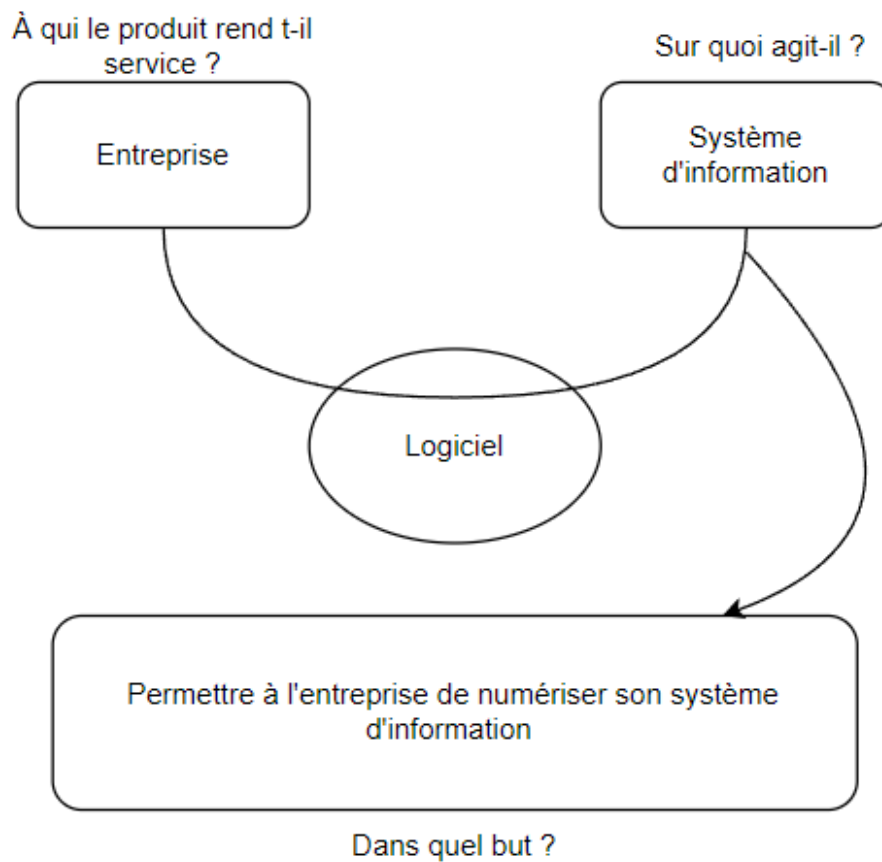 À qui le produit rend t-il
service ?
Sur quoi agit-il ?
Entreprise
Système
d'information
Logiciel
Permettre à l'entreprise de numériser son système
d'information
Dans quel but ?